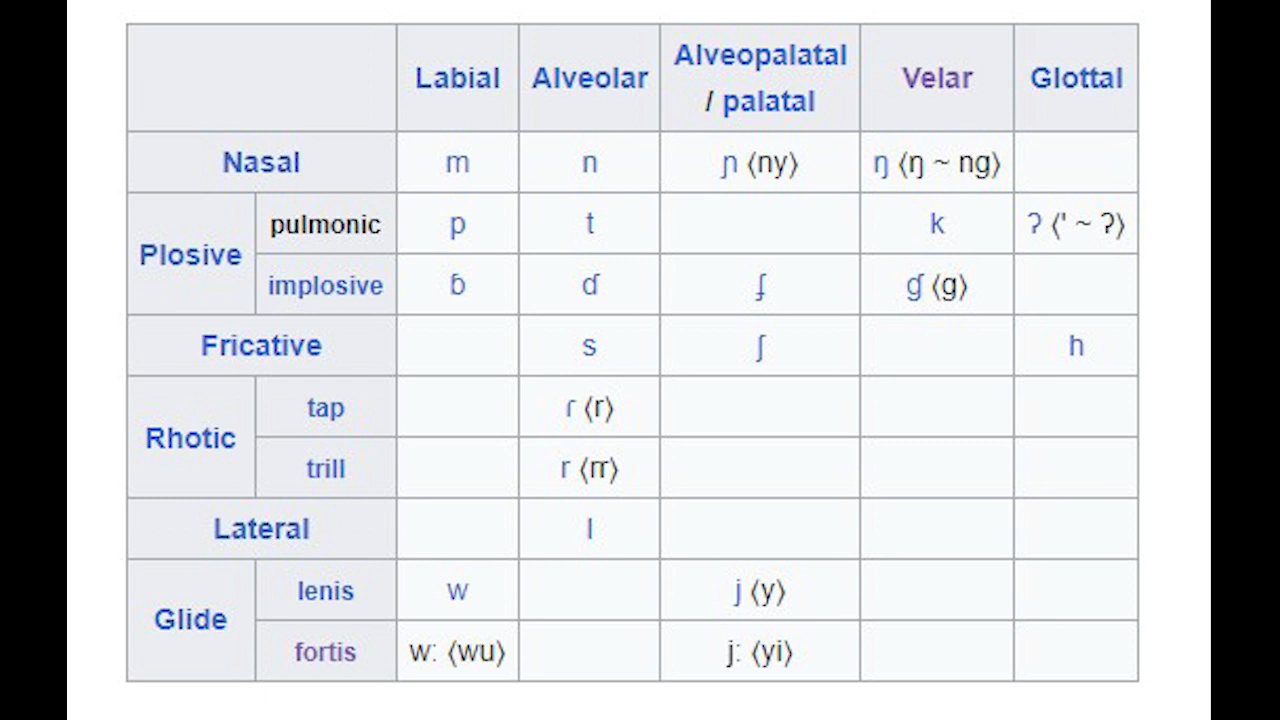 Labial Alveolar Alveopalatal / palatal Velar Glottal
Nasal m n ɲ ⟨ny⟩ ŋ ⟨ŋ ~ ng⟩
Plosive pulmonic p t k ʔ ⟨ꞌ ~ ʔ⟩
implosive ɓ ɗ ʄ ɠ ⟨g⟩
Fricative s ʃ h
Rhotic tap ɾ ⟨r⟩
trill r ⟨rr⟩
Lateral l
Glide lenis w j ⟨y⟩
fortis wː ⟨wu⟩ jː ⟨yi⟩